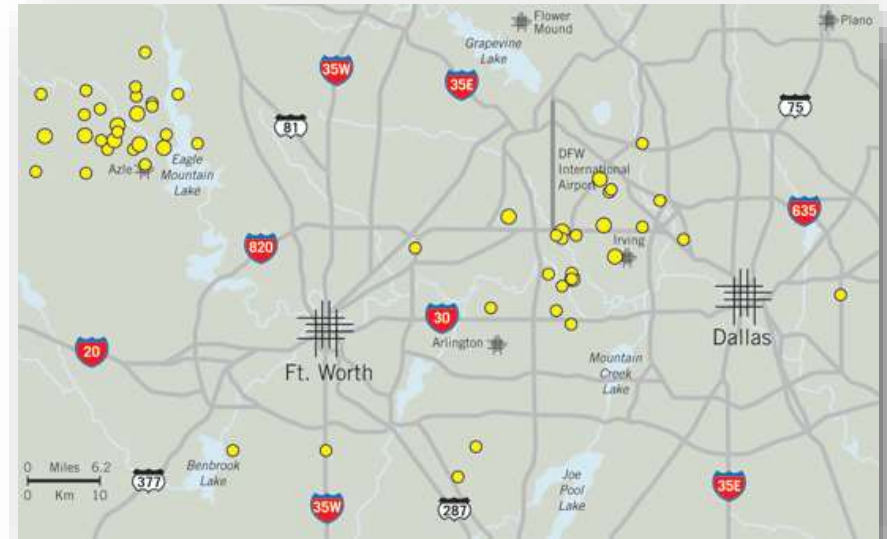 Flower
Mound
Plano
Grapevine
Lake
35W
35E
75
81
DFW
International
Airport
Azle
Eagle
Mountain
Lake
635
820
Irving
30
Arlington
20
Dallas
Ft. Worth
Mountain
Creek
Lake
0 Miles 6.2
0 Km 10
377
Benbrook
Lake
35W
287
Joe
Pool
Lake
35E